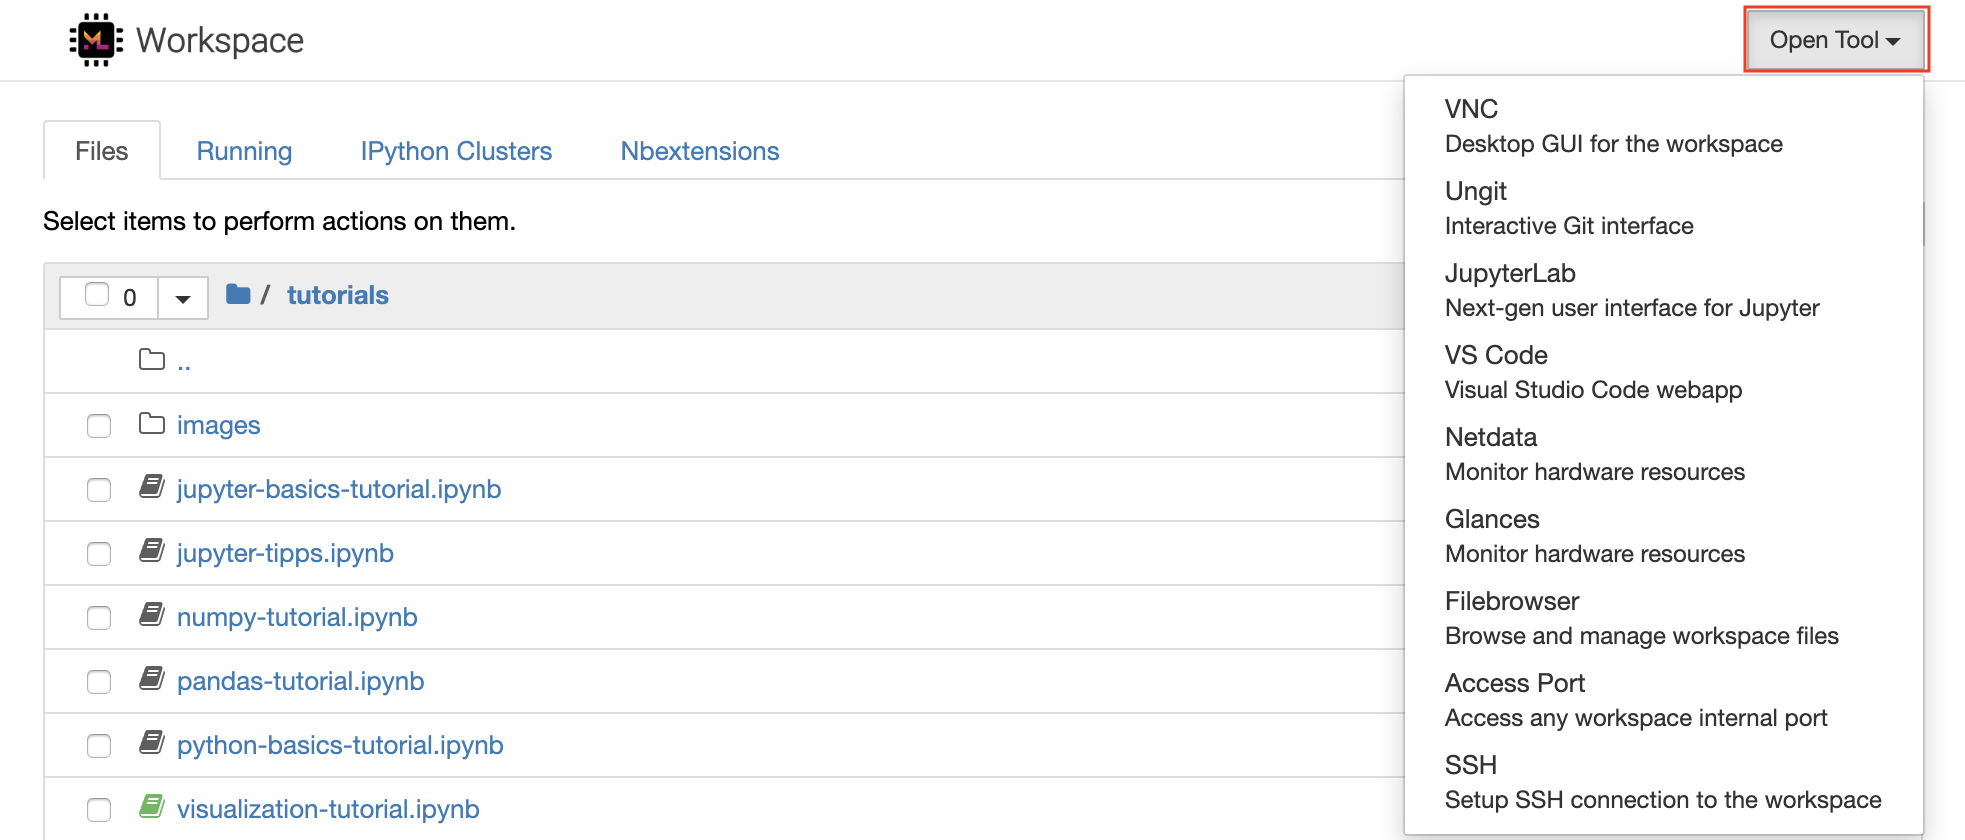 ML Workspace
Open Tool
Files
Running
IPython Clusters
Nbextensions
Select items to perform actions on them.
0
/ tutorials
..
images
jupyter-basics-tutorial.ipynb
jupyter-tipps.ipynb
numpy-tutorial.ipynb
pandas-tutorial.ipynb
python-basics-tutorial.ipynb
visualization-tutorial.ipynb
VNC
Desktop GUI for the workspace
Ungit
Interactive Git interface
JupyterLab
Next-gen user interface for Jupyter
VS Code
Visual Studio Code webapp
Netdata
Monitor hardware resources
Glances
Monitor hardware resources
Filebrowser
Browse and manage workspace files
Access Port
Access any workspace internal port
SSH
Setup SSH connection to the workspace